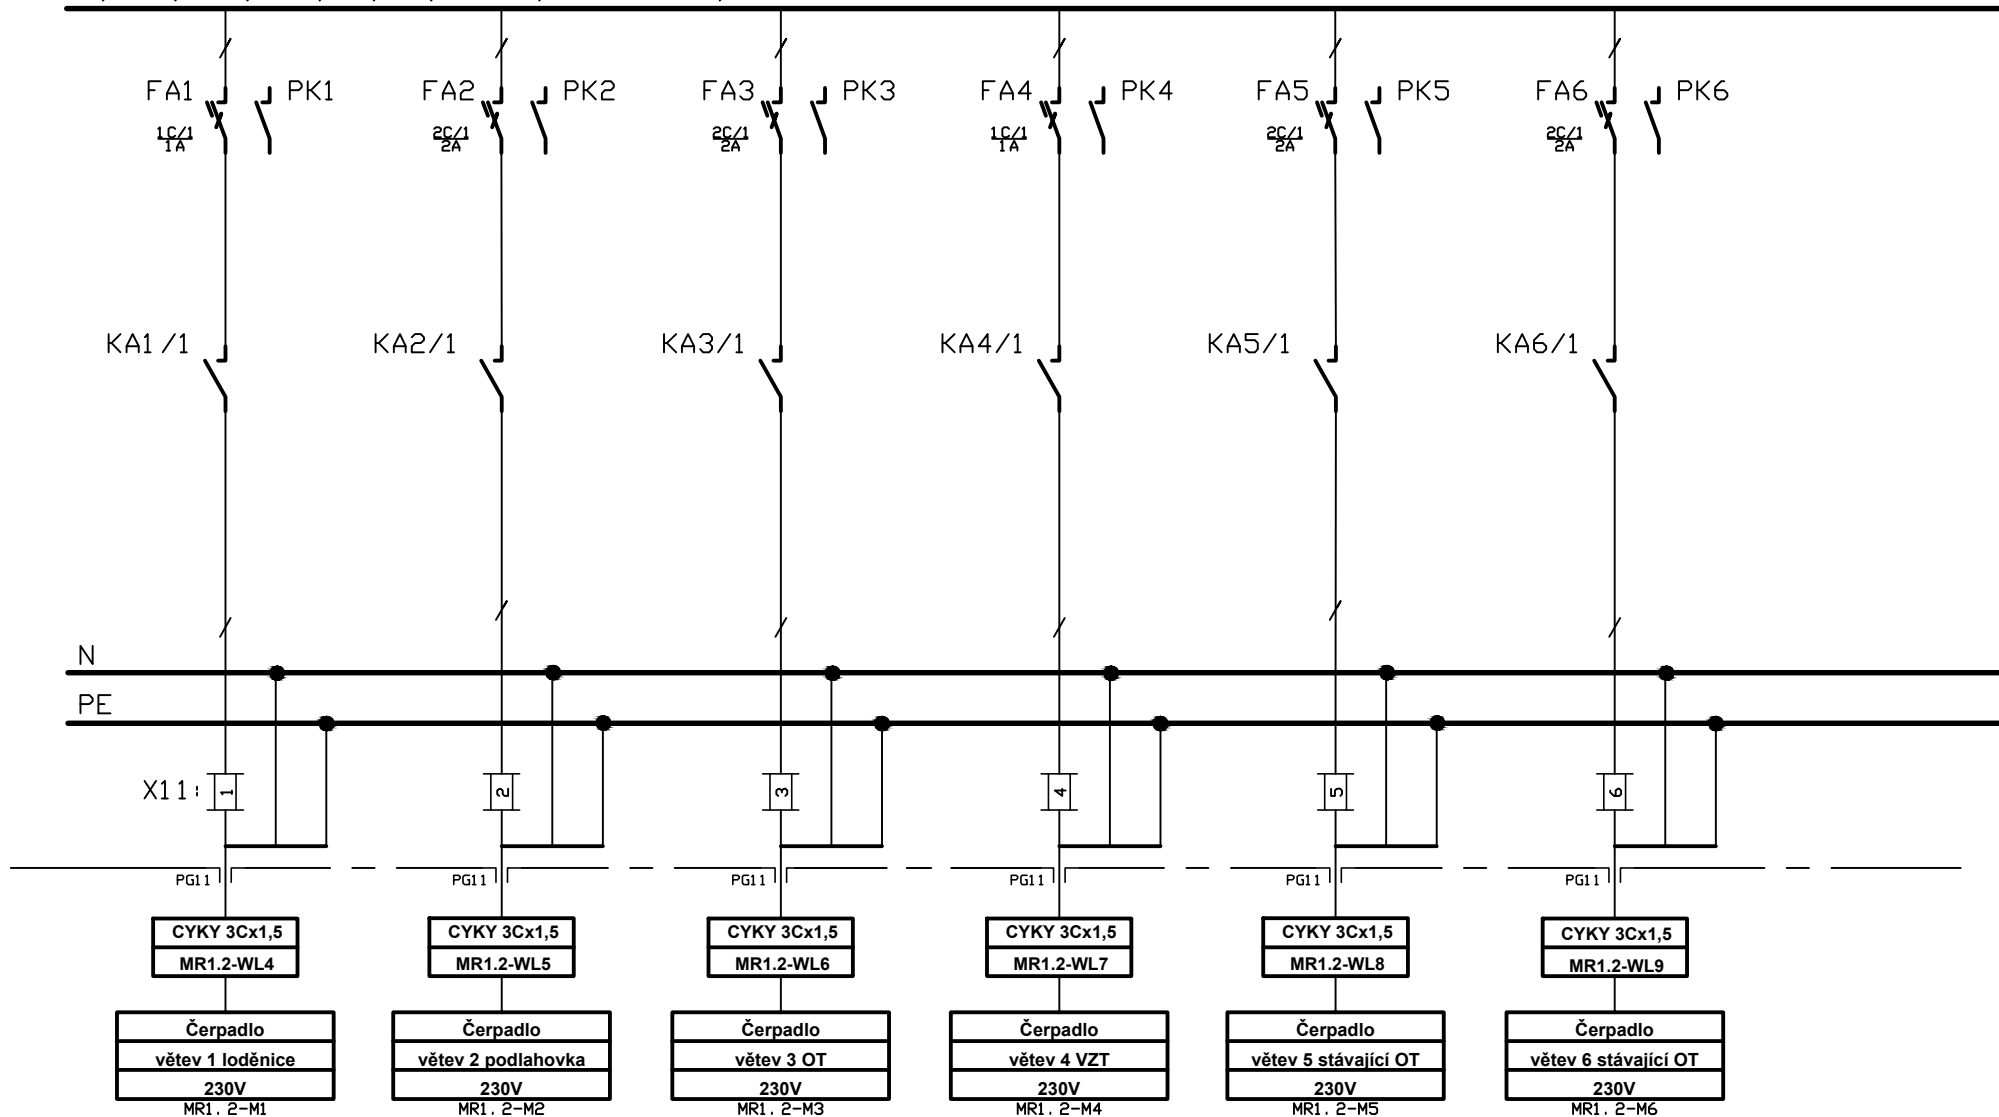 FA1 PK1 FA2 PK2 FA3 PK3 FA4 PK4 FA5 PK5 FA6 PK6
1C/1 2C/1 2C/1 1C/1 2C/1 2C/1
1A 2A 2A 1A 2A 2A
KA1/1 KA2/1 KA3/1 KA4/1 KA5/1 KA6/1
N
PE
X11: 1 2 3 4 5 6
PG11 PG11 PG11 PG11 PG11 PG11
CYKY 3Cx1,5 CYKY 3Cx1,5 CYKY 3Cx1,5 CYKY 3Cx1,5 CYKY 3Cx1,5 CYKY 3Cx1,5
MR1.2-WL4 MR1.2-WL5 MR1.2-WL6 MR1.2-WL7 MR1.2-WL8 MR1.2-WL9
Čerpadlo Čerpadlo Čerpadlo Čerpadlo Čerpadlo Čerpadlo
větev 1 loděnice větev 2 podlahovka větev 3 OT větev 4 VZT větev 5 stávající OT větev 6 stávající OT
230V 230V 230V 230V 230V 230V
MR1.2-M1 MR1.2-M2 MR1.2-M3 MR1.2-M4 MR1.2-M5 MR1.2-M6